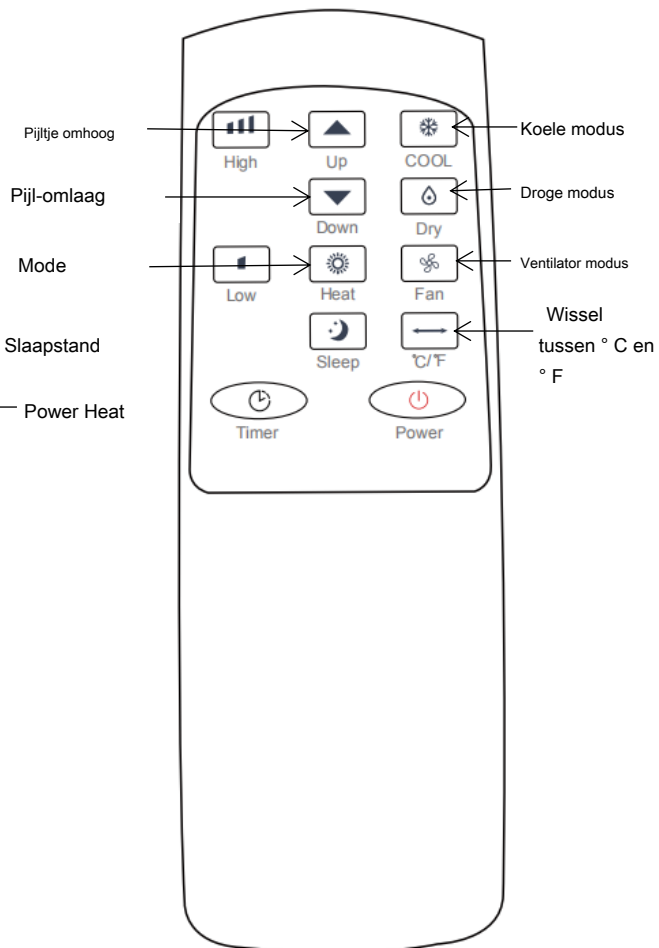 Pijltje omhoog
High
Up
COOL
Koele modus
Pijl-omlaag
Down
Dry
Droge modus
Mode
Low
Heat
Fan
Ventilator modus
Slaapstand
Sleep
°C/°F
Wissel
tussen ° C en
° F
Power Heat
Timer
Power